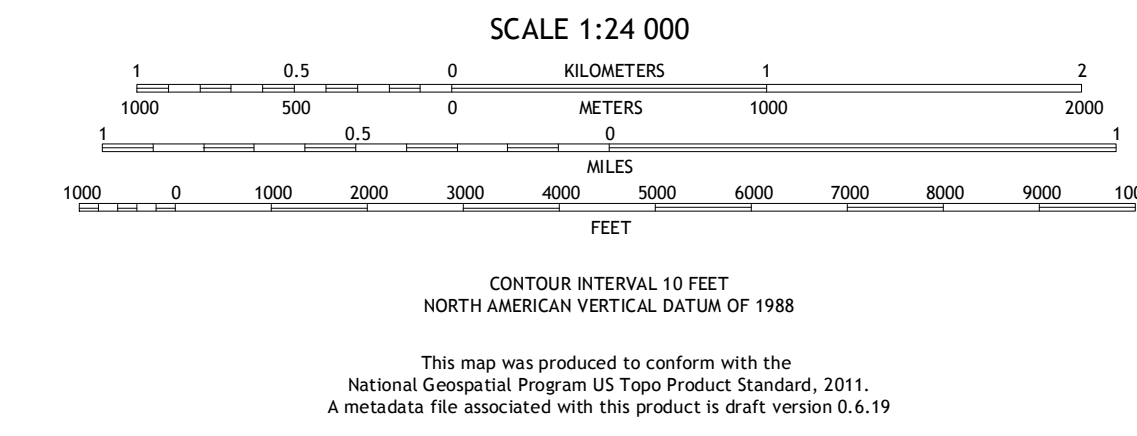 SCALE 1:24 000
1 0.5 0 KILOMETERS 1 2
1000 500 0 METERS 1000 2000
1 0.5 0 1
MILES
1000 0 1000 2000 3000 4000 5000 6000 7000 8000 9000
FEET
CONTOUR INTERVAL 10 FEET
NORTH AMERICAN VERTICAL DATUM OF 1988
This map was produced to conform with the
National Geospatial Program US Topo Product Standard, 2011.
A metadata file associated with this product is draft version 0.6.19